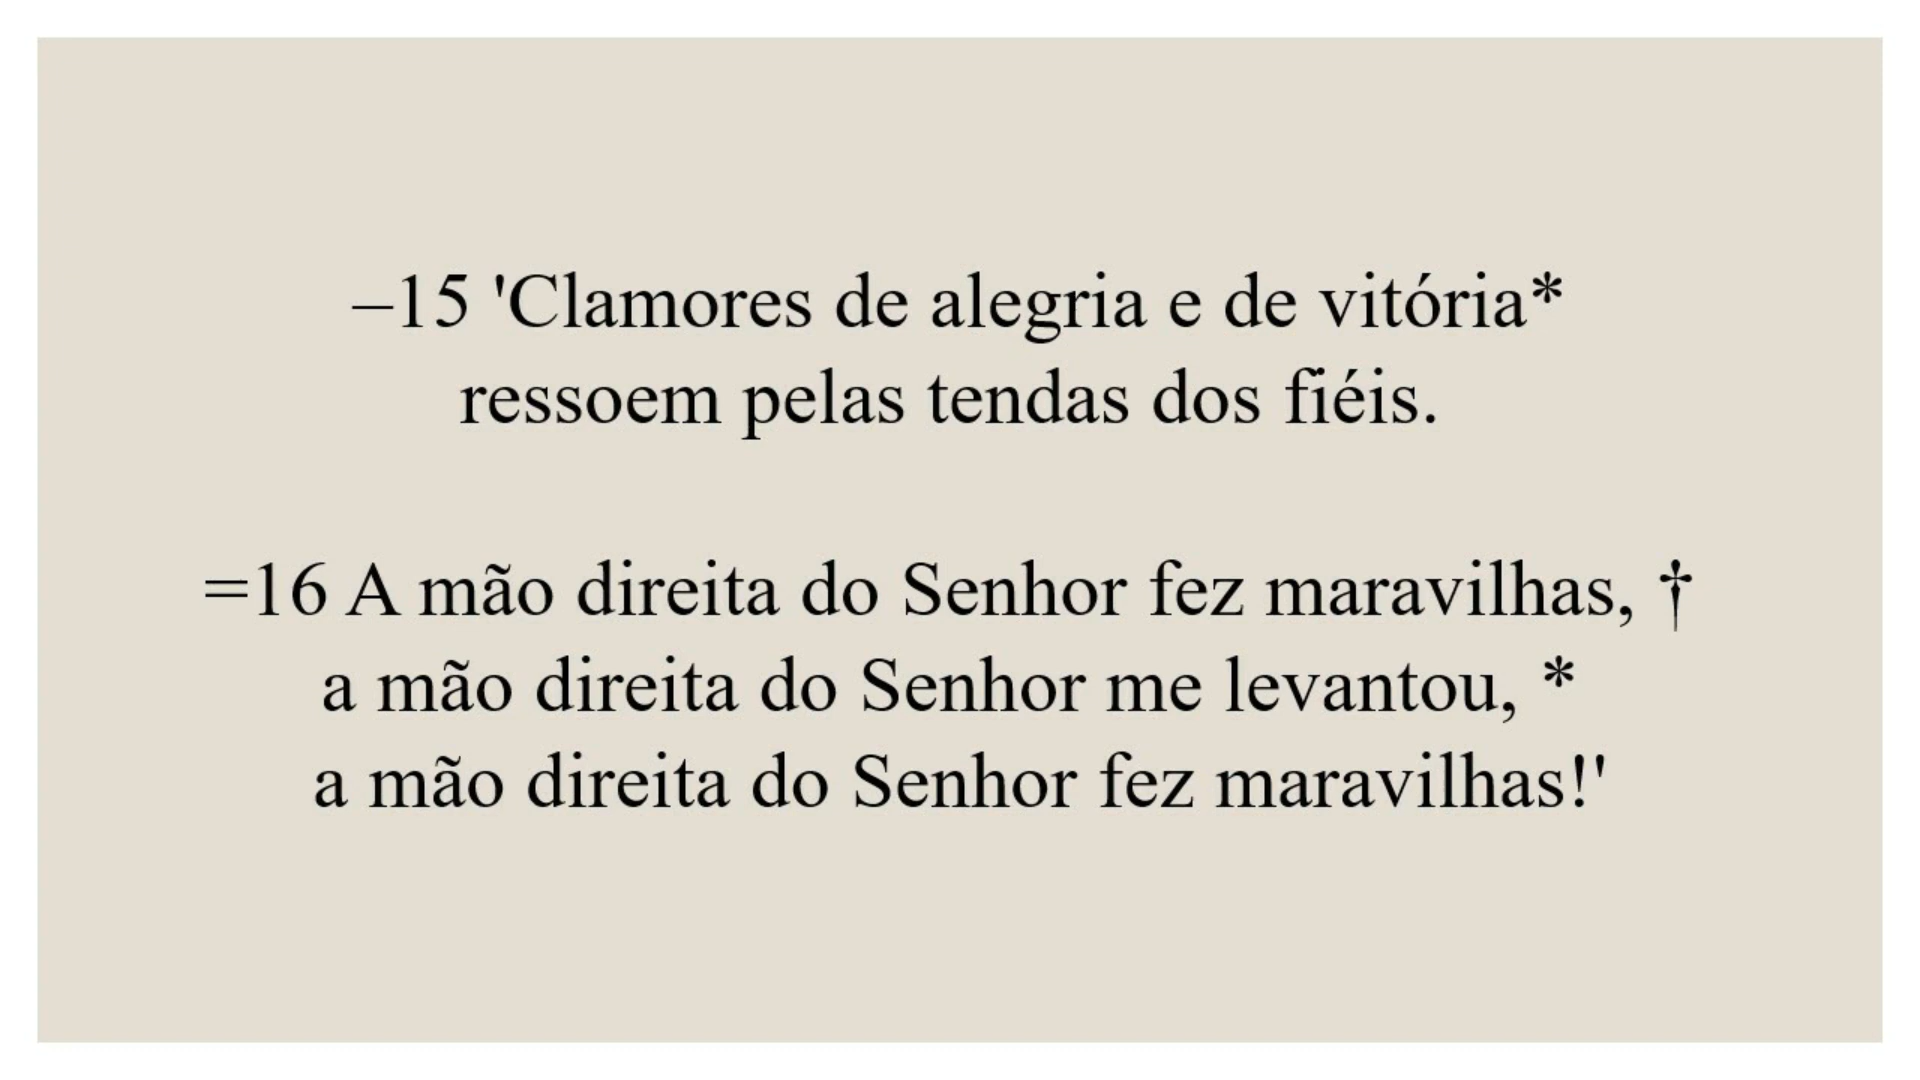 –15 'Clamores de alegria e de vitória*
ressoem pelas tendas dos fiéis.
=16 A mão direita do Senhor fez maravilhas, †
a mão direita do Senhor me levantou, *
a mão direita do Senhor fez maravilhas!'